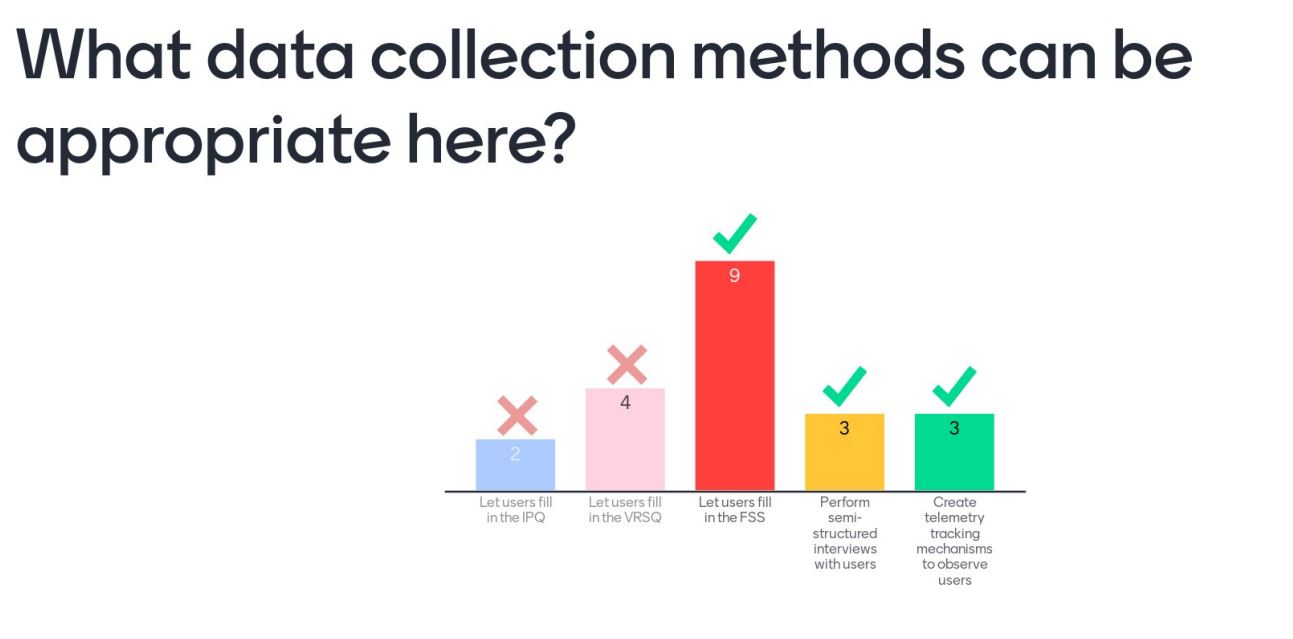 What data collection methods can be
appropriate here?
2
4
9
3
3
Let users fill
in the IPQ
Let users fill
in the VRSQ
Let users fill
in the FSS
Perform
semi-
structured
interviews
with users
Create
telemetry
tracking
mechanisms
to observe
users